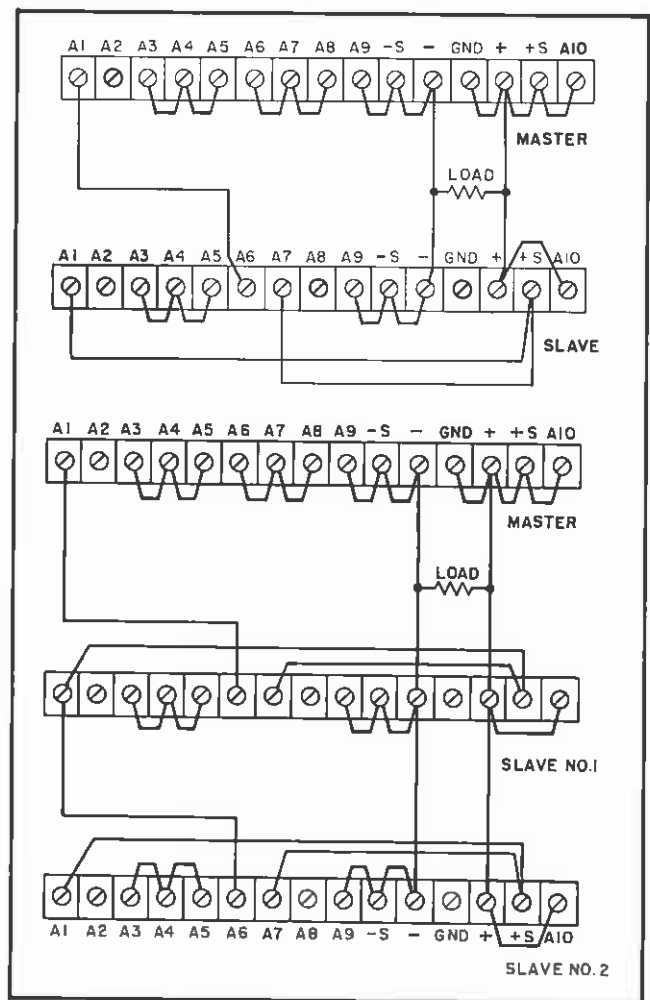 A1 A2 A3 A4 A5 A6 A7 A8 A9 -S - GND + +S A10
MASTER
LOAD
A1 A2 A3 A4 A5 A6 A7 A8 A9 -S - GND + +S A10
SLAVE
A1 A2 A3 A4 A5 A6 A7 A8 A9 -S - GND + +S A10
MASTER
LOAD
SLAVE NO.1
A1 A2 A3 A4 A5 A6 A7 A8 A9 -S - GND + +S A10
SLAVE NO. 2